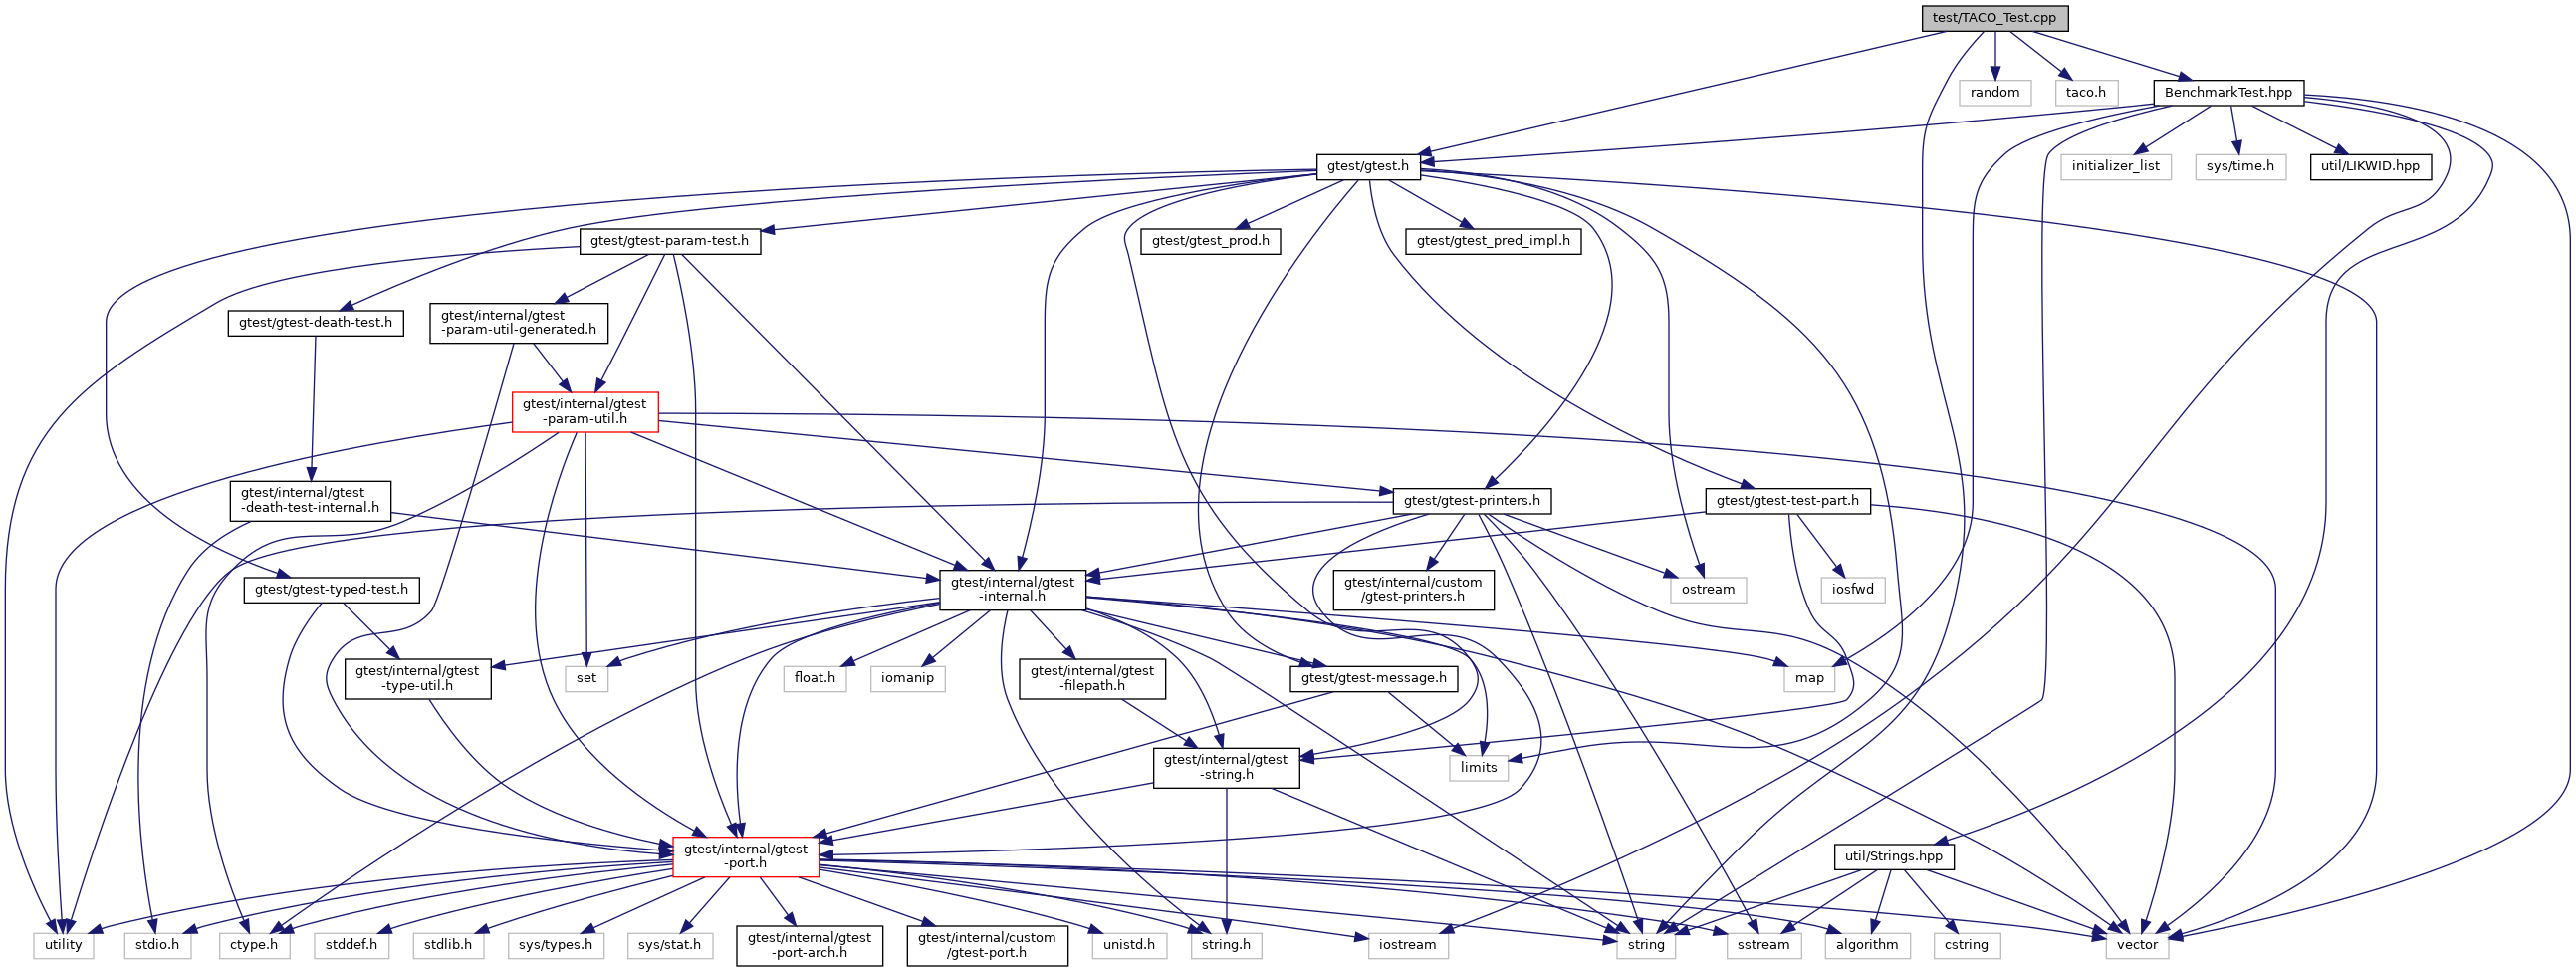 test/TACO_Test.cpp
random
taco.h
BenchmarkTest.hpp
gtest/gtest.h
initializer_list
sys/time.h
util/LIKWID.hpp
gtest/gtest-param-test.h
gtest/gtest_prod.h
gtest/gtest_pred_impl.h
gtest/gtest-death-test.h
gtest/internal/gtest
-param-util-generated.h
gtest/internal/gtest
-param-util.h
gtest/internal/gtest
-death-test-internal.h
gtest/gtest-printers.h
gtest/gtest-test-part.h
gtest/gtest-typed-test.h
gtest/internal/gtest
-internal.h
gtest/internal/custom
/gtest-printers.h
ostream
iosfwd
gtest/internal/gtest
-type-util.h
set
float.h
iomanip
gtest/internal/gtest
-filepath.h
gtest/gtest-message.h
map
gtest/internal/gtest
-string.h
limits
gtest/internal/gtest
-port.h
util/Strings.hpp
utility
stdio.h
ctype.h
stddef.h
stdlib.h
sys/types.h
sys/stat.h
gtest/internal/gtest
-port-arch.h
gtest/internal/custom
/gtest-port.h
unistd.h
string.h
iostream
string
sstream
algorithm
cstring
vector